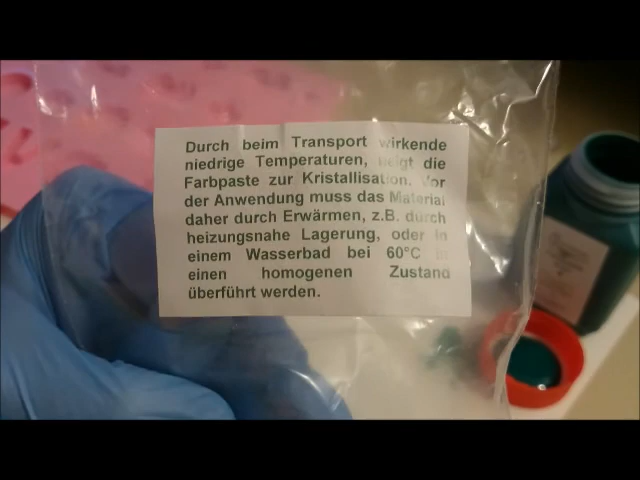 Durch beim Transport wirkende
niedrige Temperaturen, neigt die
Farbpaste zur Kristallisation. Vor
der Anwendung muss das Material
daher durch Erwärmen, z.B. durch
heizungsnahe Lagerung, oder in
einem Wasserbad bei 60°C in
einen homogenen Zustand
überführt werden.